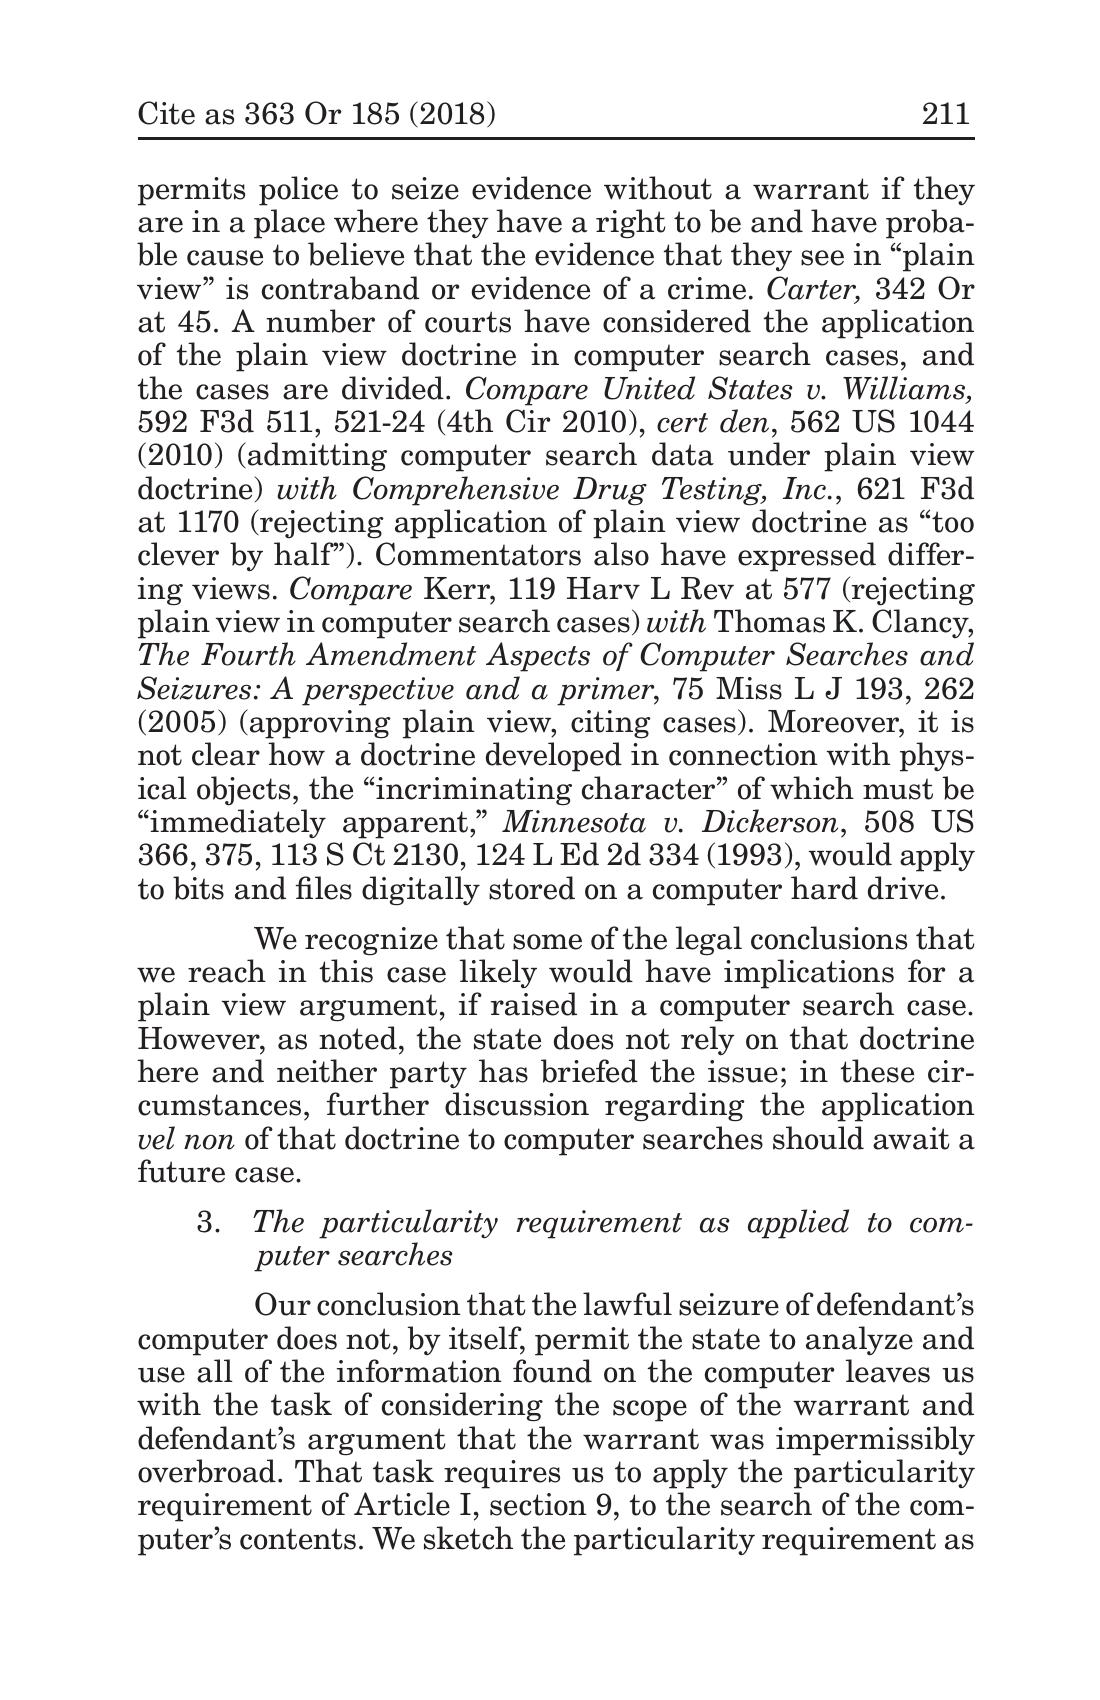 Cite as 363 Or 185 (2018) 211
permits police to seize evidence without a warrant if they
are in a place where they have a right to be and have proba-
ble cause to believe that the evidence that they see in “plain
view” is contraband or evidence of a crime. Carter, 342 Or
at 45. A number of courts have considered the application
of the plain view doctrine in computer search cases, and
the cases are divided. Compare United States v. Williams,
592 F3d 511, 521-24 (4th Cir 2010), cert den, 562 US 1044
(2010) (admitting computer search data under plain view
doctrine) with Comprehensive Drug Testing, Inc., 621 F3d
at 1170 (rejecting application of plain view doctrine as “too
clever by half”). Commentators also have expressed differ-
ing views. Compare Kerr, 119 Harv L Rev at 577 (rejecting
plain view in computer search cases) with Thomas K. Clancy,
The Fourth Amendment Aspects of Computer Searches and
Seizures: A perspective and a primer, 75 Miss L J 193, 262
(2005) (approving plain view, citing cases). Moreover, it is
not clear how a doctrine developed in connection with phys-
ical objects, the “incriminating character” of which must be
“immediately apparent,” Minnesota v. Dickerson, 508 US
366, 375, 113 S Ct 2130, 124 L Ed 2d 334 (1993), would apply
to bits and files digitally stored on a computer hard drive.
We recognize that some of the legal conclusions that
we reach in this case likely would have implications for a
plain view argument, if raised in a computer search case.
However, as noted, the state does not rely on that doctrine
here and neither party has briefed the issue; in these cir-
cumstances, further discussion regarding the application
vel non of that doctrine to computer searches should await a
future case.
3. The particularity requirement as applied to com-
puter searches
Our conclusion that the lawful seizure of defendant’s
computer does not, by itself, permit the state to analyze and
use all of the information found on the computer leaves us
with the task of considering the scope of the warrant and
defendant’s argument that the warrant was impermissibly
overbroad. That task requires us to apply the particularity
requirement of Article I, section 9, to the search of the com-
puter’s contents. We sketch the particularity requirement as